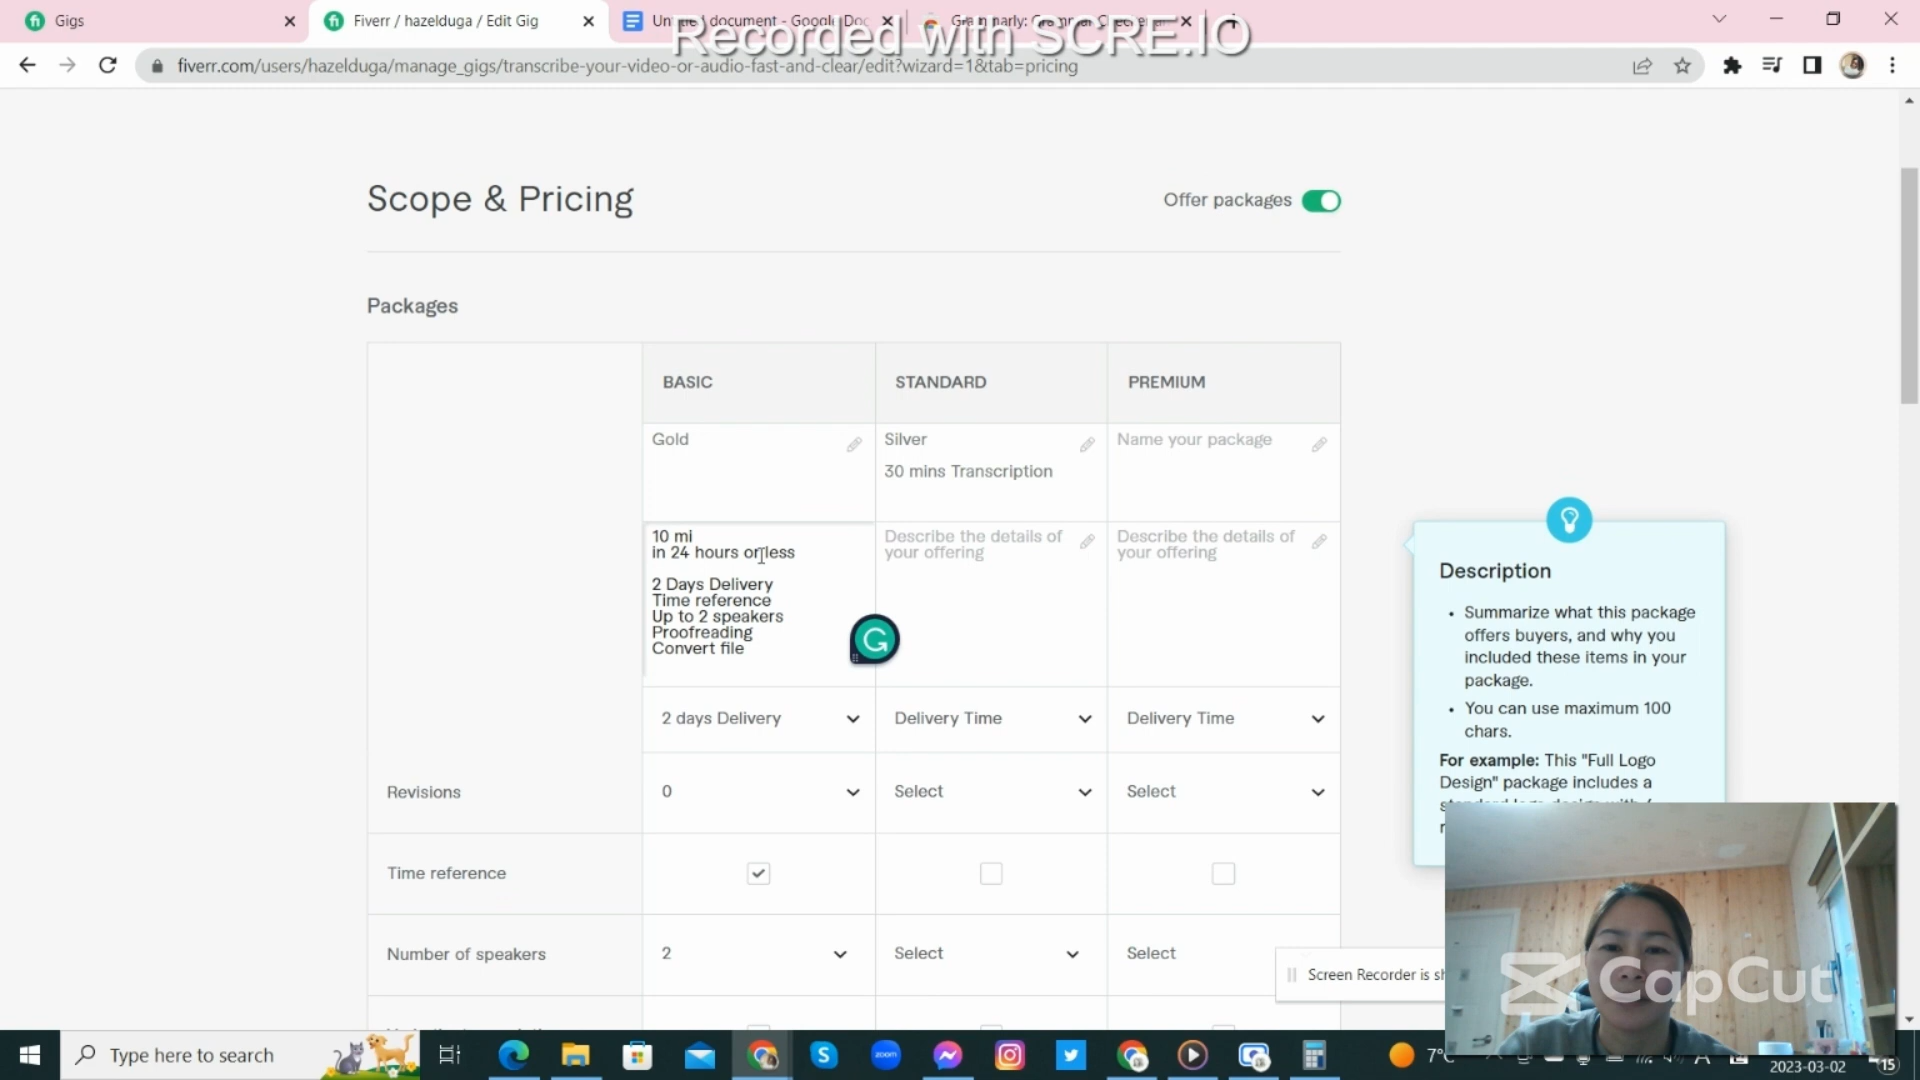 Gigs
Fiverr / hazelduga / Edit Gig
Recorded with SCRE.IO
fiverr.com/users/hazelduga/manage_gigs/transcribe-your-video-or-audio-fast-and-clear/edit?wizard=1&tab=pricing
Scope & Pricing
Offer packages
Packages
BASIC
STANDARD
PREMIUM
Gold
Silver
Name your package
30 mins Transcription
10 mi
in 24 hours or less
2 Days Delivery
Time reference
Up to 2 speakers
Proofreading
Convert file
Describe the details of
your offering
Describe the details of
your offering
2 days Delivery
Delivery Time
Delivery Time
Revisions
0
Select
Select
Time reference
Number of speakers
2
Select
Select
Description
Summarize what this package
offers buyers, and why you
included these items in your
package.
You can use maximum 100
chars.
For example: This "Full Logo
Design" package includes a
Screen Recorder is sh
CapCut
Type here to search
zoom
7°C
2023-03-02
15